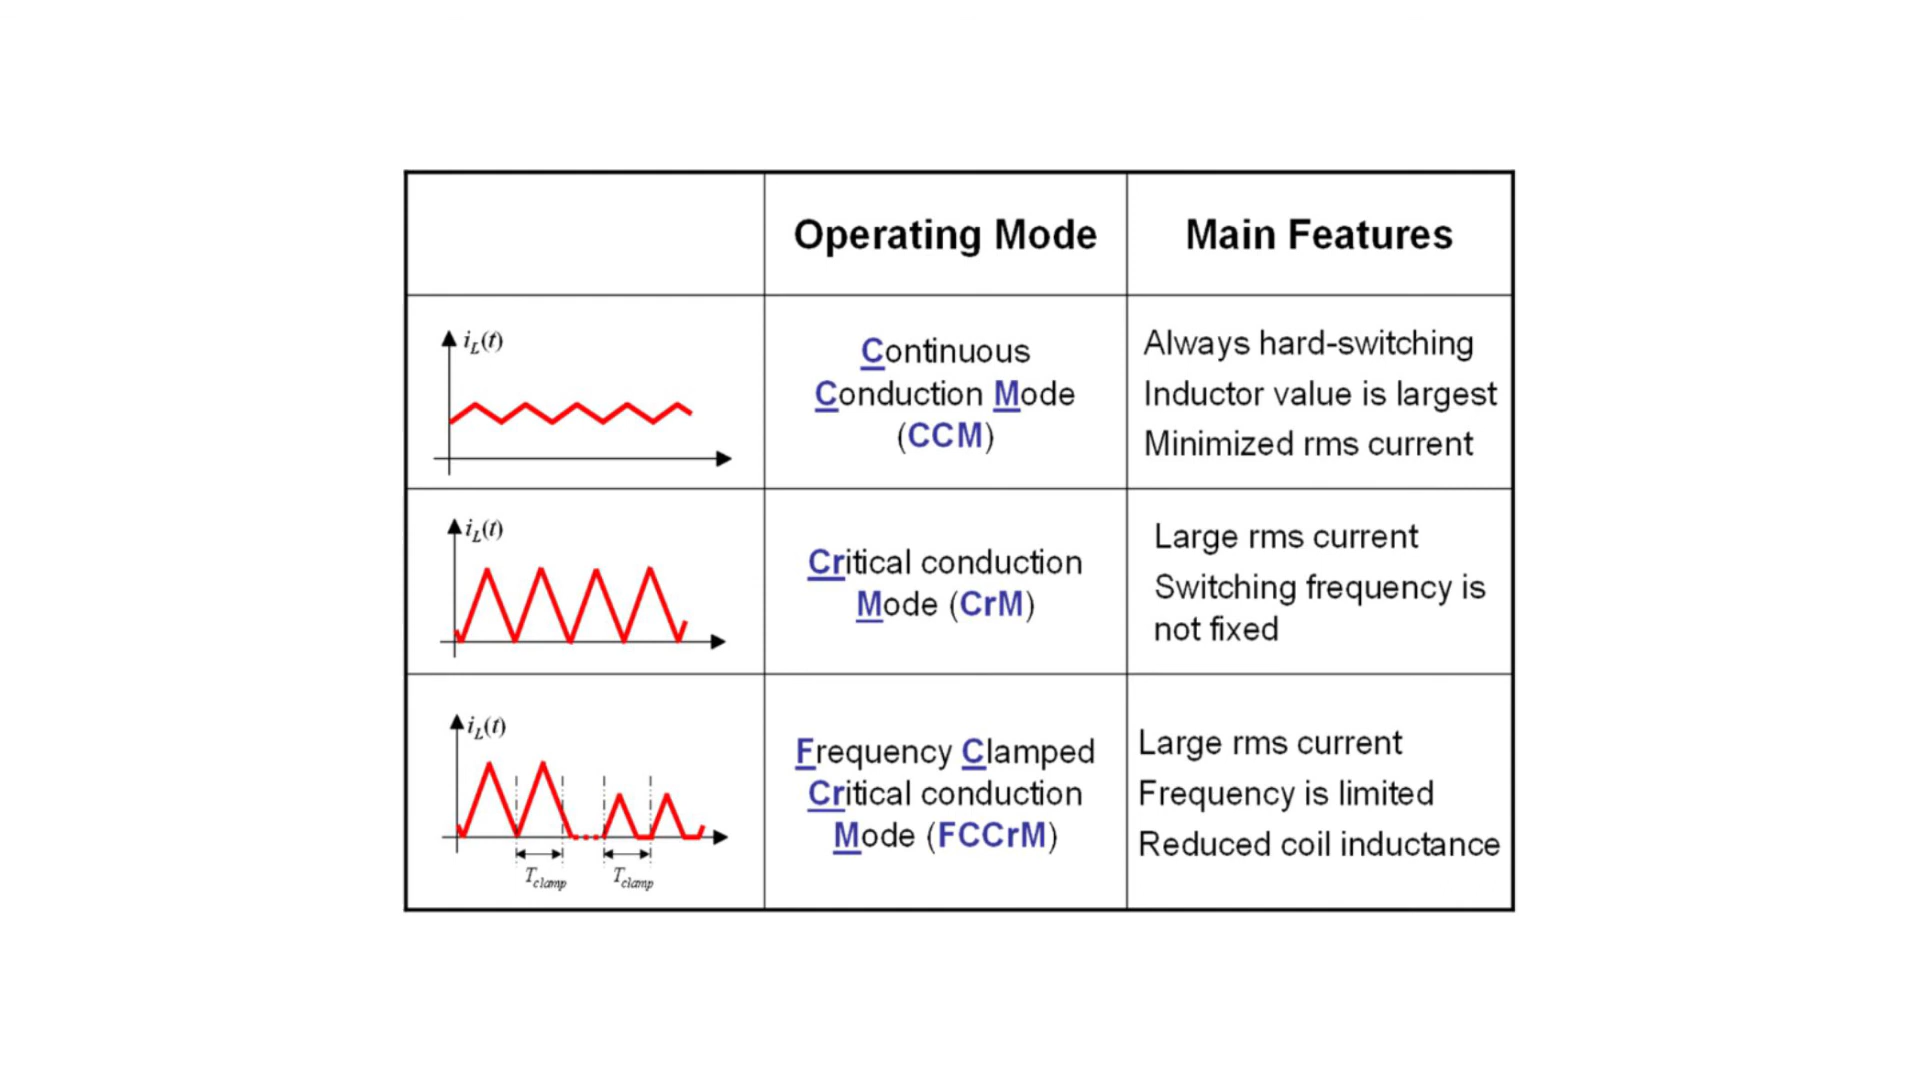 Operating Mode
Main Features
i_L(t)
Continuous
Conduction Mode
(CCM)
Always hard-switching
Inductor value is largest
Minimized rms current
i_L(t)
Critical conduction
Mode (CrM)
Large rms current
Switching frequency is
not fixed
i_L(t)
T_clamp
T_clamp
Frequency Clamped
Critical conduction
Mode (FCCrM)
Large rms current
Frequency is limited
Reduced coil inductance